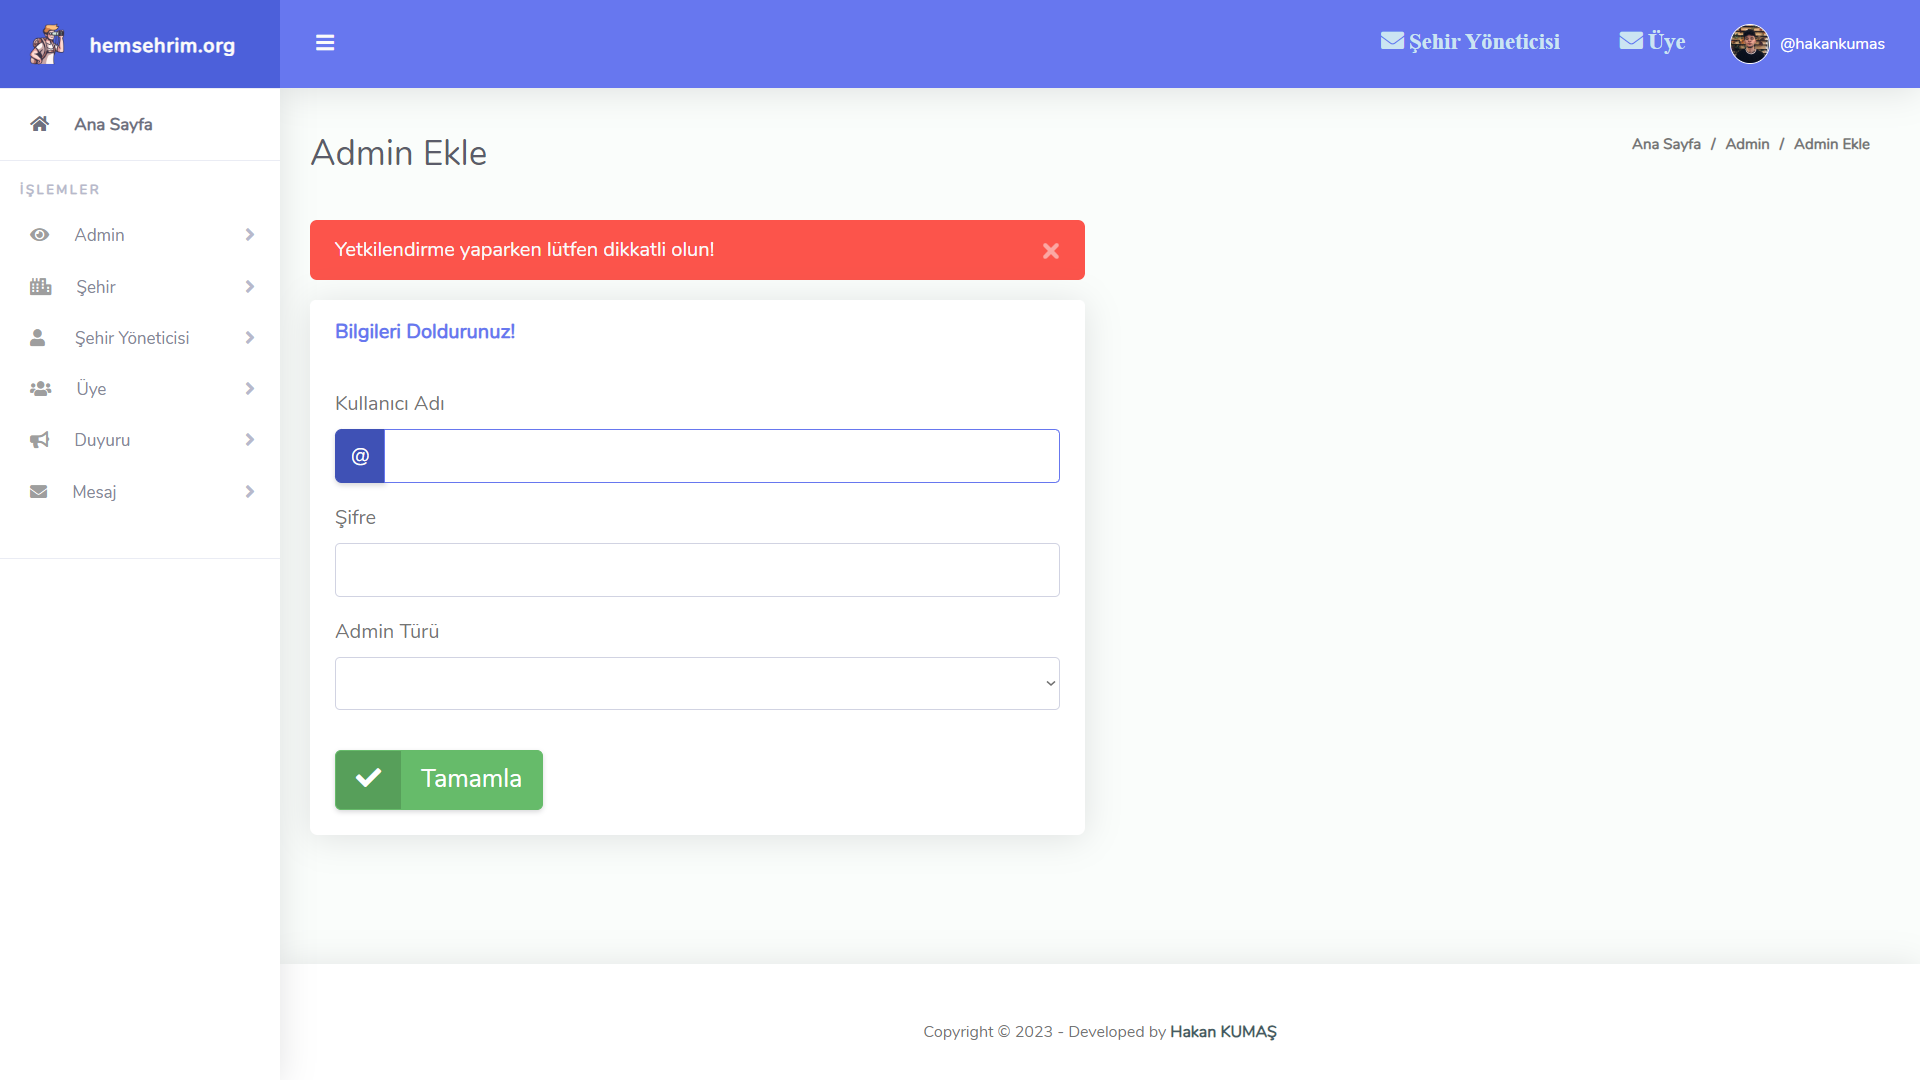 hemsehrim.org
Şehir Yöneticisi
Üye
@hakankumas
Ana Sayfa
İŞLEMLER
Admin
Şehir
Şehir Yöneticisi
Üye
Duyuru
Mesaj
Admin Ekle
Ana Sayfa / Admin / Admin Ekle
Yetkilendirme yaparken lütfen dikkatli olun!
Bilgileri Doldurunuz!
Kullanıcı Adı
@
Şifre
Admin Türü
Tamamla
Copyright © 2023 - Developed by Hakan KUMAŞ